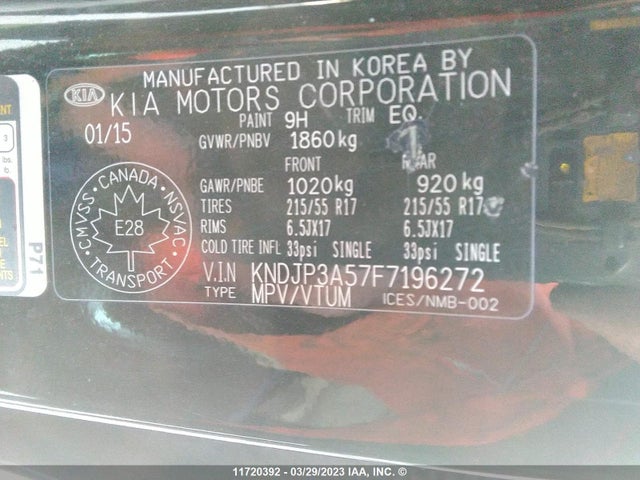 MANUFACTURED IN KOREA BY
KIA KIA MOTORS CORPORATION
PAINT 9H TRIM EQ.
01/15
GVWR/PNBV 1860kg
FRONT
GAWR/PNBE 1020kg 920kg
TIRES 215/55 R17 215/55 R17
RIMS 6.5JX17 6.5JX17
COLD TIRE INFL 33psi SINGLE 33psi SINGLE
V.I.N KNDJP3A57F7196272
TYPE MPV/VTUM ICES/NMB-002
CMVSS • CANADA • NSVAC
E28
TRANSPORT
P71
3
11720392 - 03/29/2023 IAA, INC. ©